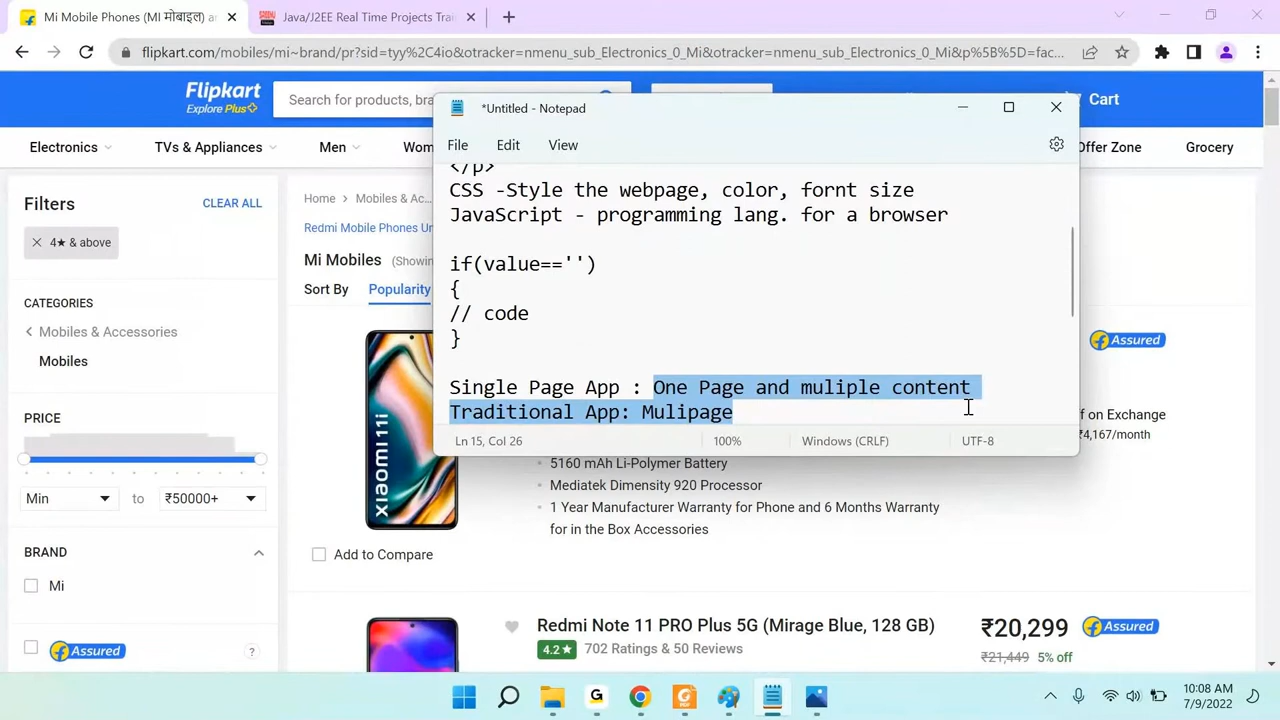 Mi Mobile Phones (MI मोबाइल) a
Java/J2EE Real Time Projects Trai
flipkart.com/mobiles/mi~brand/pr?sid=tyy%2C4io&otracker=nmenu_sub_Electronics_0_Mi&otracker=nmenu_sub_Electronics_0_Mi&p%5B%5D=fac...
Flipkart
Explore Plus
Search for products, bra
Cart
Electronics
TVs & Appliances
Men
Wom
Offer Zone
Grocery
*Untitled - Notepad
File
Edit
View
</p>
CSS -Style the webpage, color, fornt size
JavaScript - programming lang. for a browser
if(value=='')
{
// code
}
Single Page App : One Page and muliple content
Traditional App: Mulipage
Ln 15, Col 26
100%
Windows (CRLF)
UTF-8
Filters
CLEAR ALL
4★ & above
CATEGORIES
Mobiles & Accessories
Mobiles
PRICE
Min
to
₹50000+
BRAND
Mi
Assured
?
Home
Mobiles & Ac...
Redmi Mobile Phones Un
Mi Mobiles
(Showin
Sort By
Popularity
XIAOMI 11i
Assured
f on Exchange
₹4,167/month
5160 mAh Li-Polymer Battery
Mediatek Dimensity 920 Processor
1 Year Manufacturer Warranty for Phone and 6 Months Warranty
for in the Box Accessories
Add to Compare
Redmi Note 11 PRO Plus 5G (Mirage Blue, 128 GB)
4.2★
702 Ratings & 50 Reviews
₹20,299
Assured
₹21,449
5% off
10:08 AM
7/9/2022